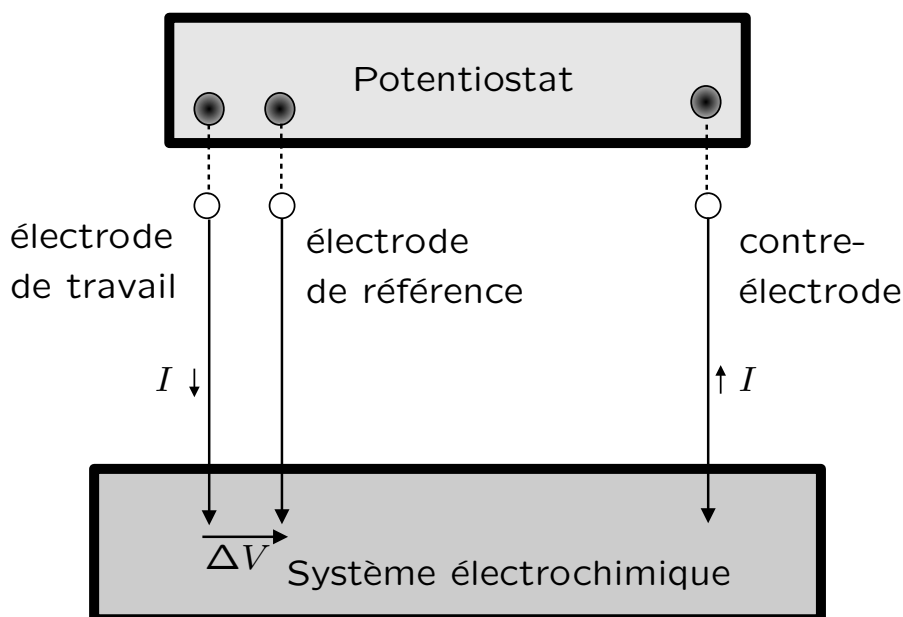 Potentiostat
électrode
de travail
électrode
de référence
contre-
électrode
I
I
ΔV
Système électrochimique